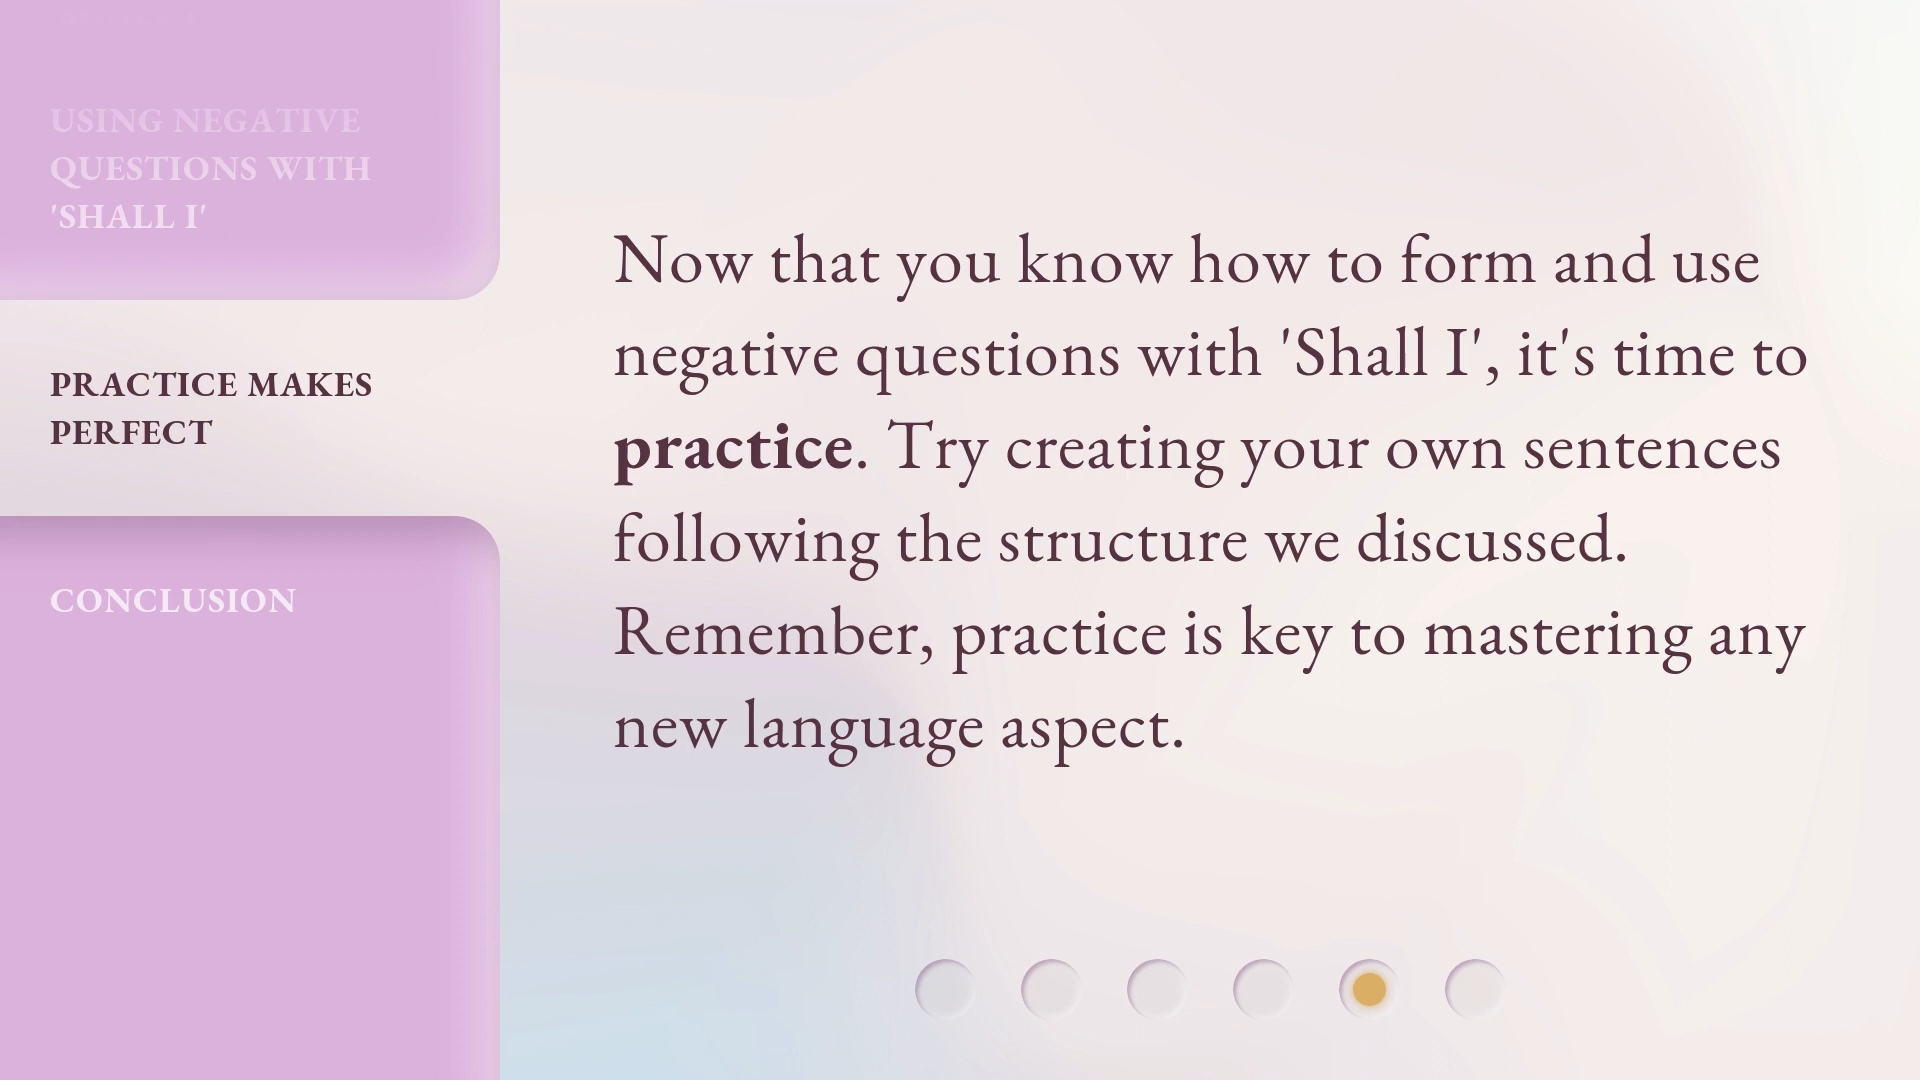 USING NEGATIVE
QUESTIONS WITH
'SHALL I'
PRACTICE MAKES
PERFECT
CONCLUSION
Now that you know how to form and use
negative questions with 'Shall I', it's time to
practice. Try creating your own sentences
following the structure we discussed.
Remember, practice is key to mastering any
new language aspect.